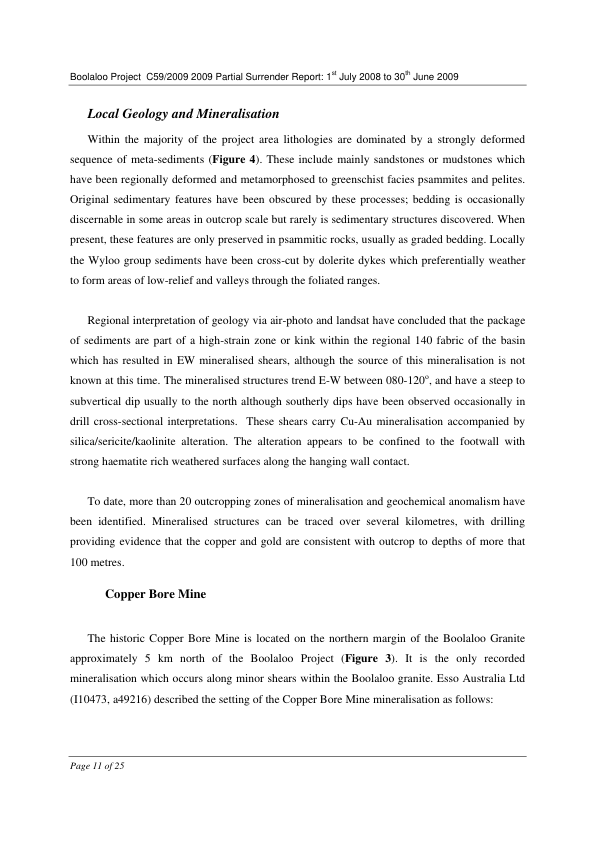 Boolaloo Project  C59/2009 2009 Partial Surrender Report: 1st July 2008 to 30th June 2009
Local Geology and Mineralisation
Within the majority of the project area lithologies are dominated by a strongly deformed
sequence of meta-sediments (Figure 4). These include mainly sandstones or mudstones which
have been regionally deformed and metamorphosed to greenschist facies psammites and pelites.
Original sedimentary features have been obscured by these processes; bedding is occasionally
discernable in some areas in outcrop scale but rarely is sedimentary structures discovered. When
present, these features are only preserved in psammitic rocks, usually as graded bedding. Locally
the Wyloo group sediments have been cross-cut by dolerite dykes which preferentially weather
to form areas of low-relief and valleys through the foliated ranges.
Regional interpretation of geology via air-photo and landsat have concluded that the package
of sediments are part of a high-strain zone or kink within the regional 140 fabric of the basin
which has resulted in EW mineralised shears, although the source of this mineralisation is not
known at this time. The mineralised structures trend E-W between 080-120o, and have a steep to
subvertical dip usually to the north although southerly dips have been observed occasionally in
drill cross-sectional interpretations.  These shears carry Cu-Au mineralisation accompanied by
silica/sericite/kaolinite alteration. The alteration appears to be confined to the footwall with
strong haematite rich weathered surfaces along the hanging wall contact.
To date, more than 20 outcropping zones of mineralisation and geochemical anomalism have
been identified. Mineralised structures can be traced over several kilometres, with drilling
providing evidence that the copper and gold are consistent with outcrop to depths of more that
100 metres.
Copper Bore Mine
The historic Copper Bore Mine is located on the northern margin of the Boolaloo Granite
approximately 5 km north of the Boolaloo Project (Figure 3). It is the only recorded
mineralisation which occurs along minor shears within the Boolaloo granite. Esso Australia Ltd
(I10473, a49216) described the setting of the Copper Bore Mine mineralisation as follows:
Page 11 of 25